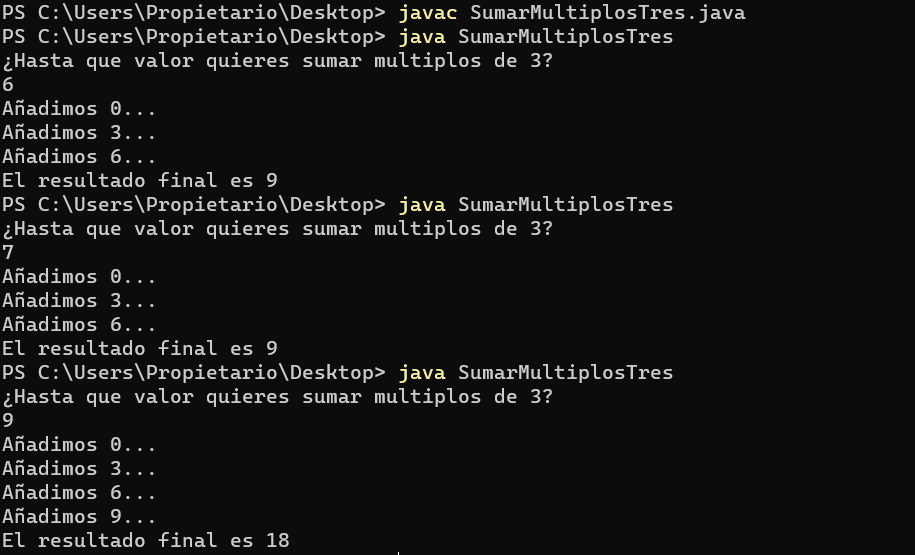 PS C:\Users\Propietario\Desktop> javac SumarMultiplosTres.java
PS C:\Users\Propietario\Desktop> java SumarMultiplosTres
¿Hasta que valor quieres sumar multiplos de 3?
6
Añadimos 0...
Añadimos 3...
Añadimos 6...
El resultado final es 9
PS C:\Users\Propietario\Desktop> java SumarMultiplosTres
¿Hasta que valor quieres sumar multiplos de 3?
7
Añadimos 0...
Añadimos 3...
Añadimos 6...
El resultado final es 9
PS C:\Users\Propietario\Desktop> java SumarMultiplosTres
¿Hasta que valor quieres sumar multiplos de 3?
9
Añadimos 0...
Añadimos 3...
Añadimos 6...
Añadimos 9...
El resultado final es 18